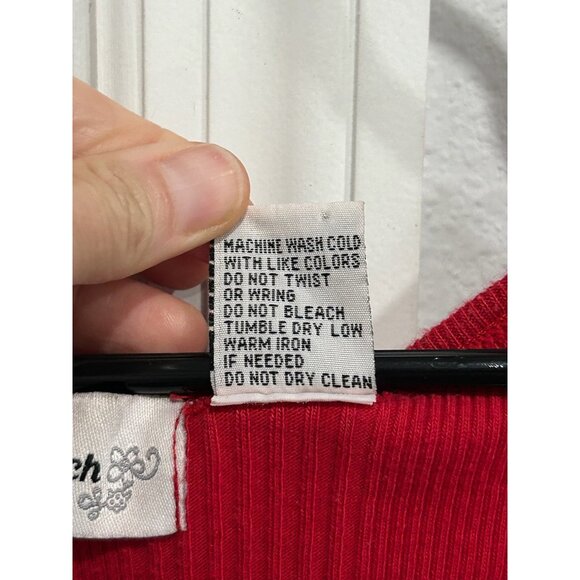 MACHINE WASH COLD
WITH LIKE COLORS
DO NOT TWIST
OR WRING
DO NOT BLEACH
TUMBLE DRY LOW
WARM IRON
IF NEEDED
DO NOT DRY CLEAN
ch